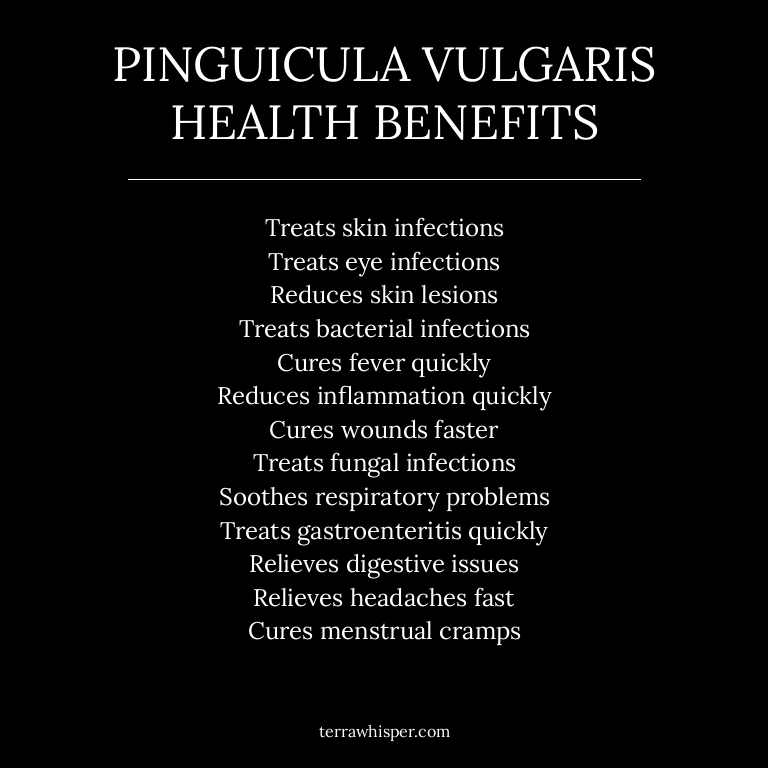 PINGUICULA VULGARIS
HEALTH BENEFITS
Treats skin infections
Treats eye infections
Reduces skin lesions
Treats bacterial infections
Cures fever quickly
Reduces inflammation quickly
Cures wounds faster
Treats fungal infections
Soothes respiratory problems
Treats gastroenteritis quickly
Relieves digestive issues
Relieves headaches fast
Cures menstrual cramps
terrawhisper.com